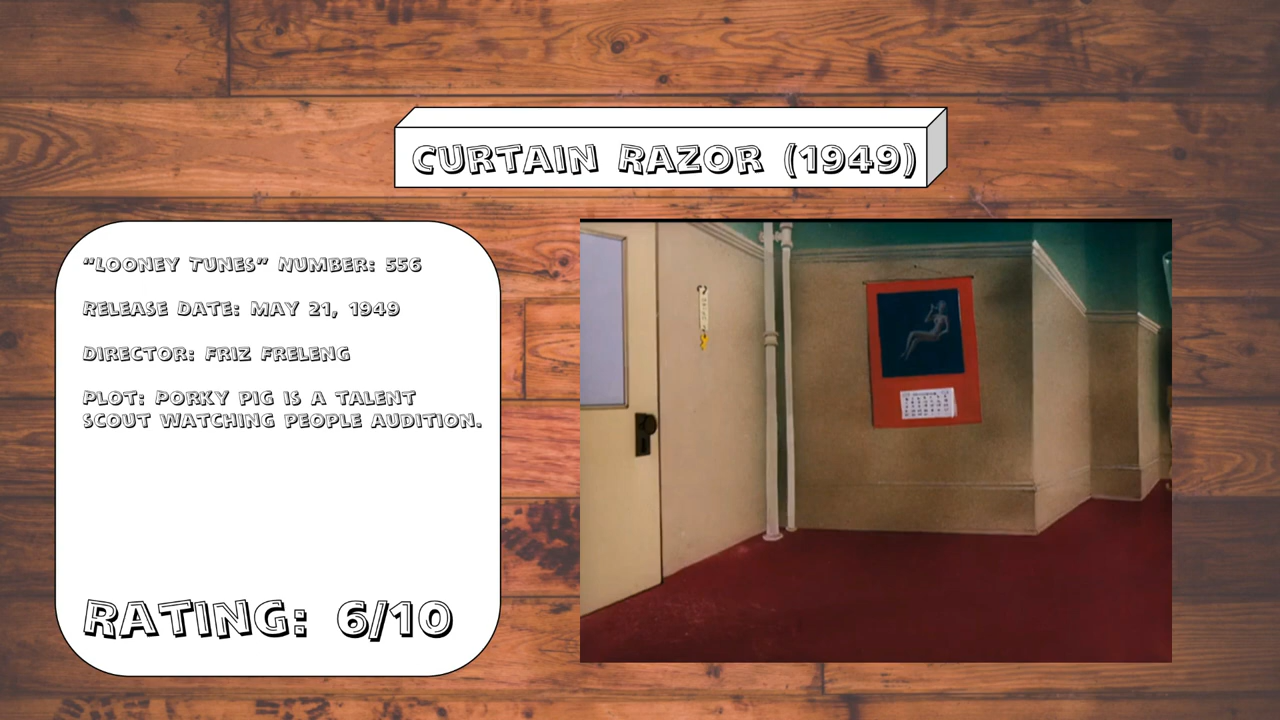 CURTAIN RAZOR (1949)
"LOONEY TUNES" NUMBER: 556
RELEASE DATE: MAY 21, 1949
DIRECTOR: FRIZ FRELENG
PLOT: PORKY PIG IS A TALENT
SCOUT WATCHING PEOPLE AUDITION.
RATING: 6/10